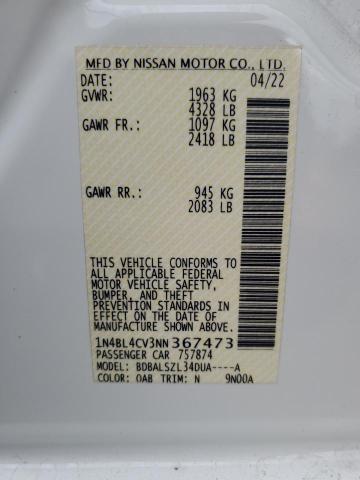 MFD BY NISSAN MOTOR CO., LTD.
DATE: 04/22
GVWR: 1963 KG
4328 LB
GAWR FR.: 1097 KG
2418 LB
GAWR RR.: 945 KG
2083 LB
THIS VEHICLE CONFORMS TO
ALL APPLICABLE FEDERAL
MOTOR VEHICLE SAFETY,
BUMPER, AND THEFT
PREVENTION STANDARDS IN
EFFECT ON THE DATE OF
MANUFACTURE SHOWN ABOVE.
1N4BL4CV3NN367473
PASSENGER CAR 757874
MODEL: BDBALSZL34DUA----A
COLOR: QAB TRIM: N 9N00A